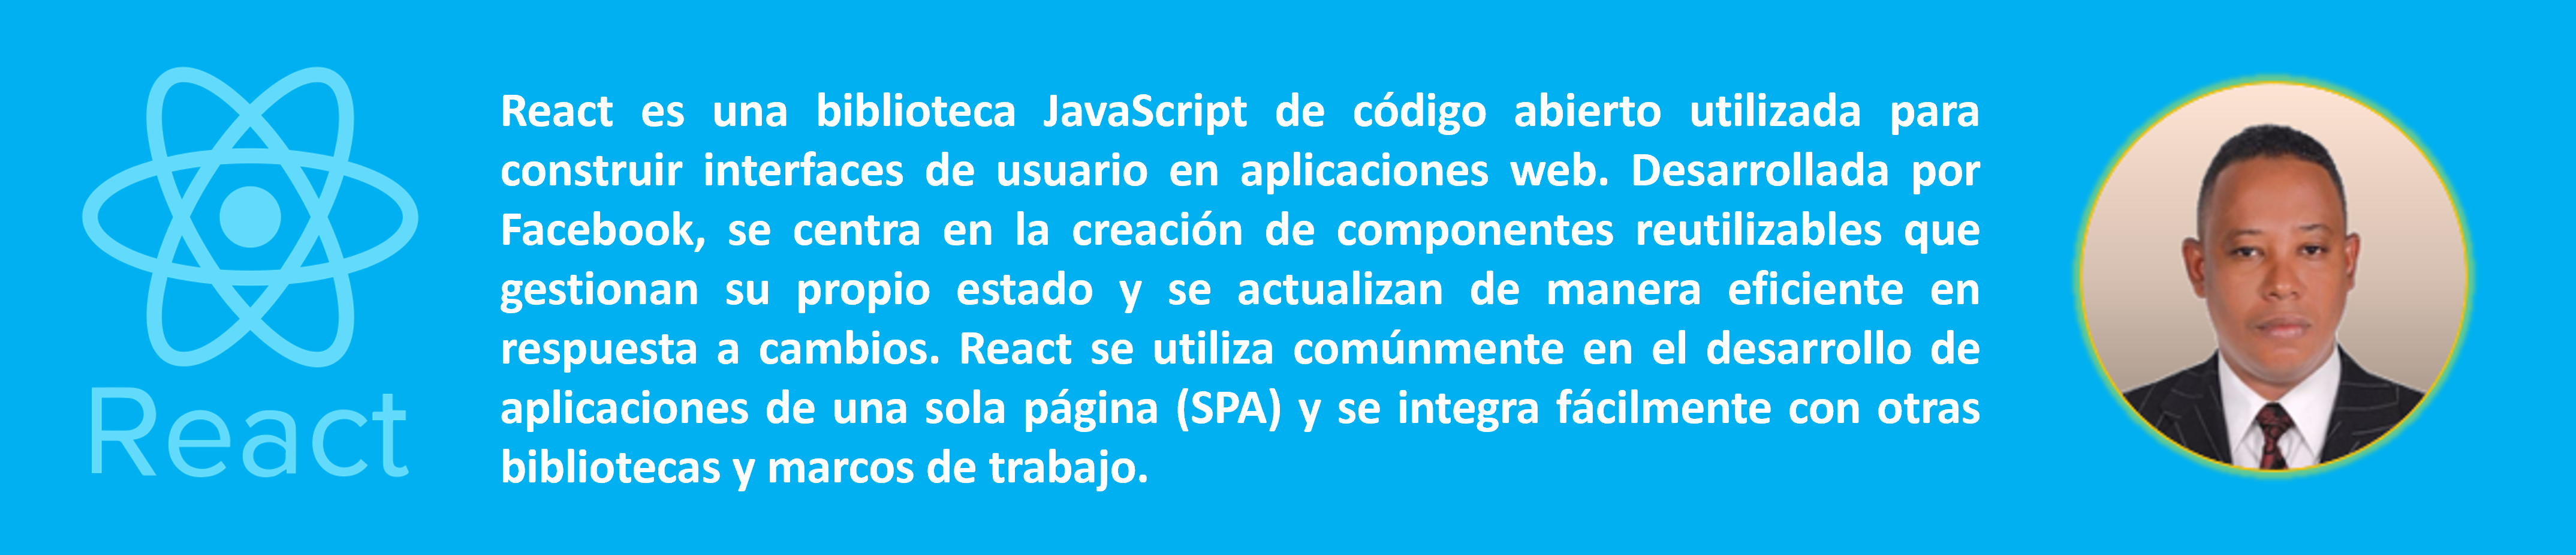 React
React es una biblioteca JavaScript de código abierto utilizada para
construir interfaces de usuario en aplicaciones web. Desarrollada por
Facebook, se centra en la creación de componentes reutilizables que
gestionan su propio estado y se actualizan de manera eficiente en
respuesta a cambios. React se utiliza comúnmente en el desarrollo de
aplicaciones de una sola página (SPA) y se integra fácilmente con otras
bibliotecas y marcos de trabajo.